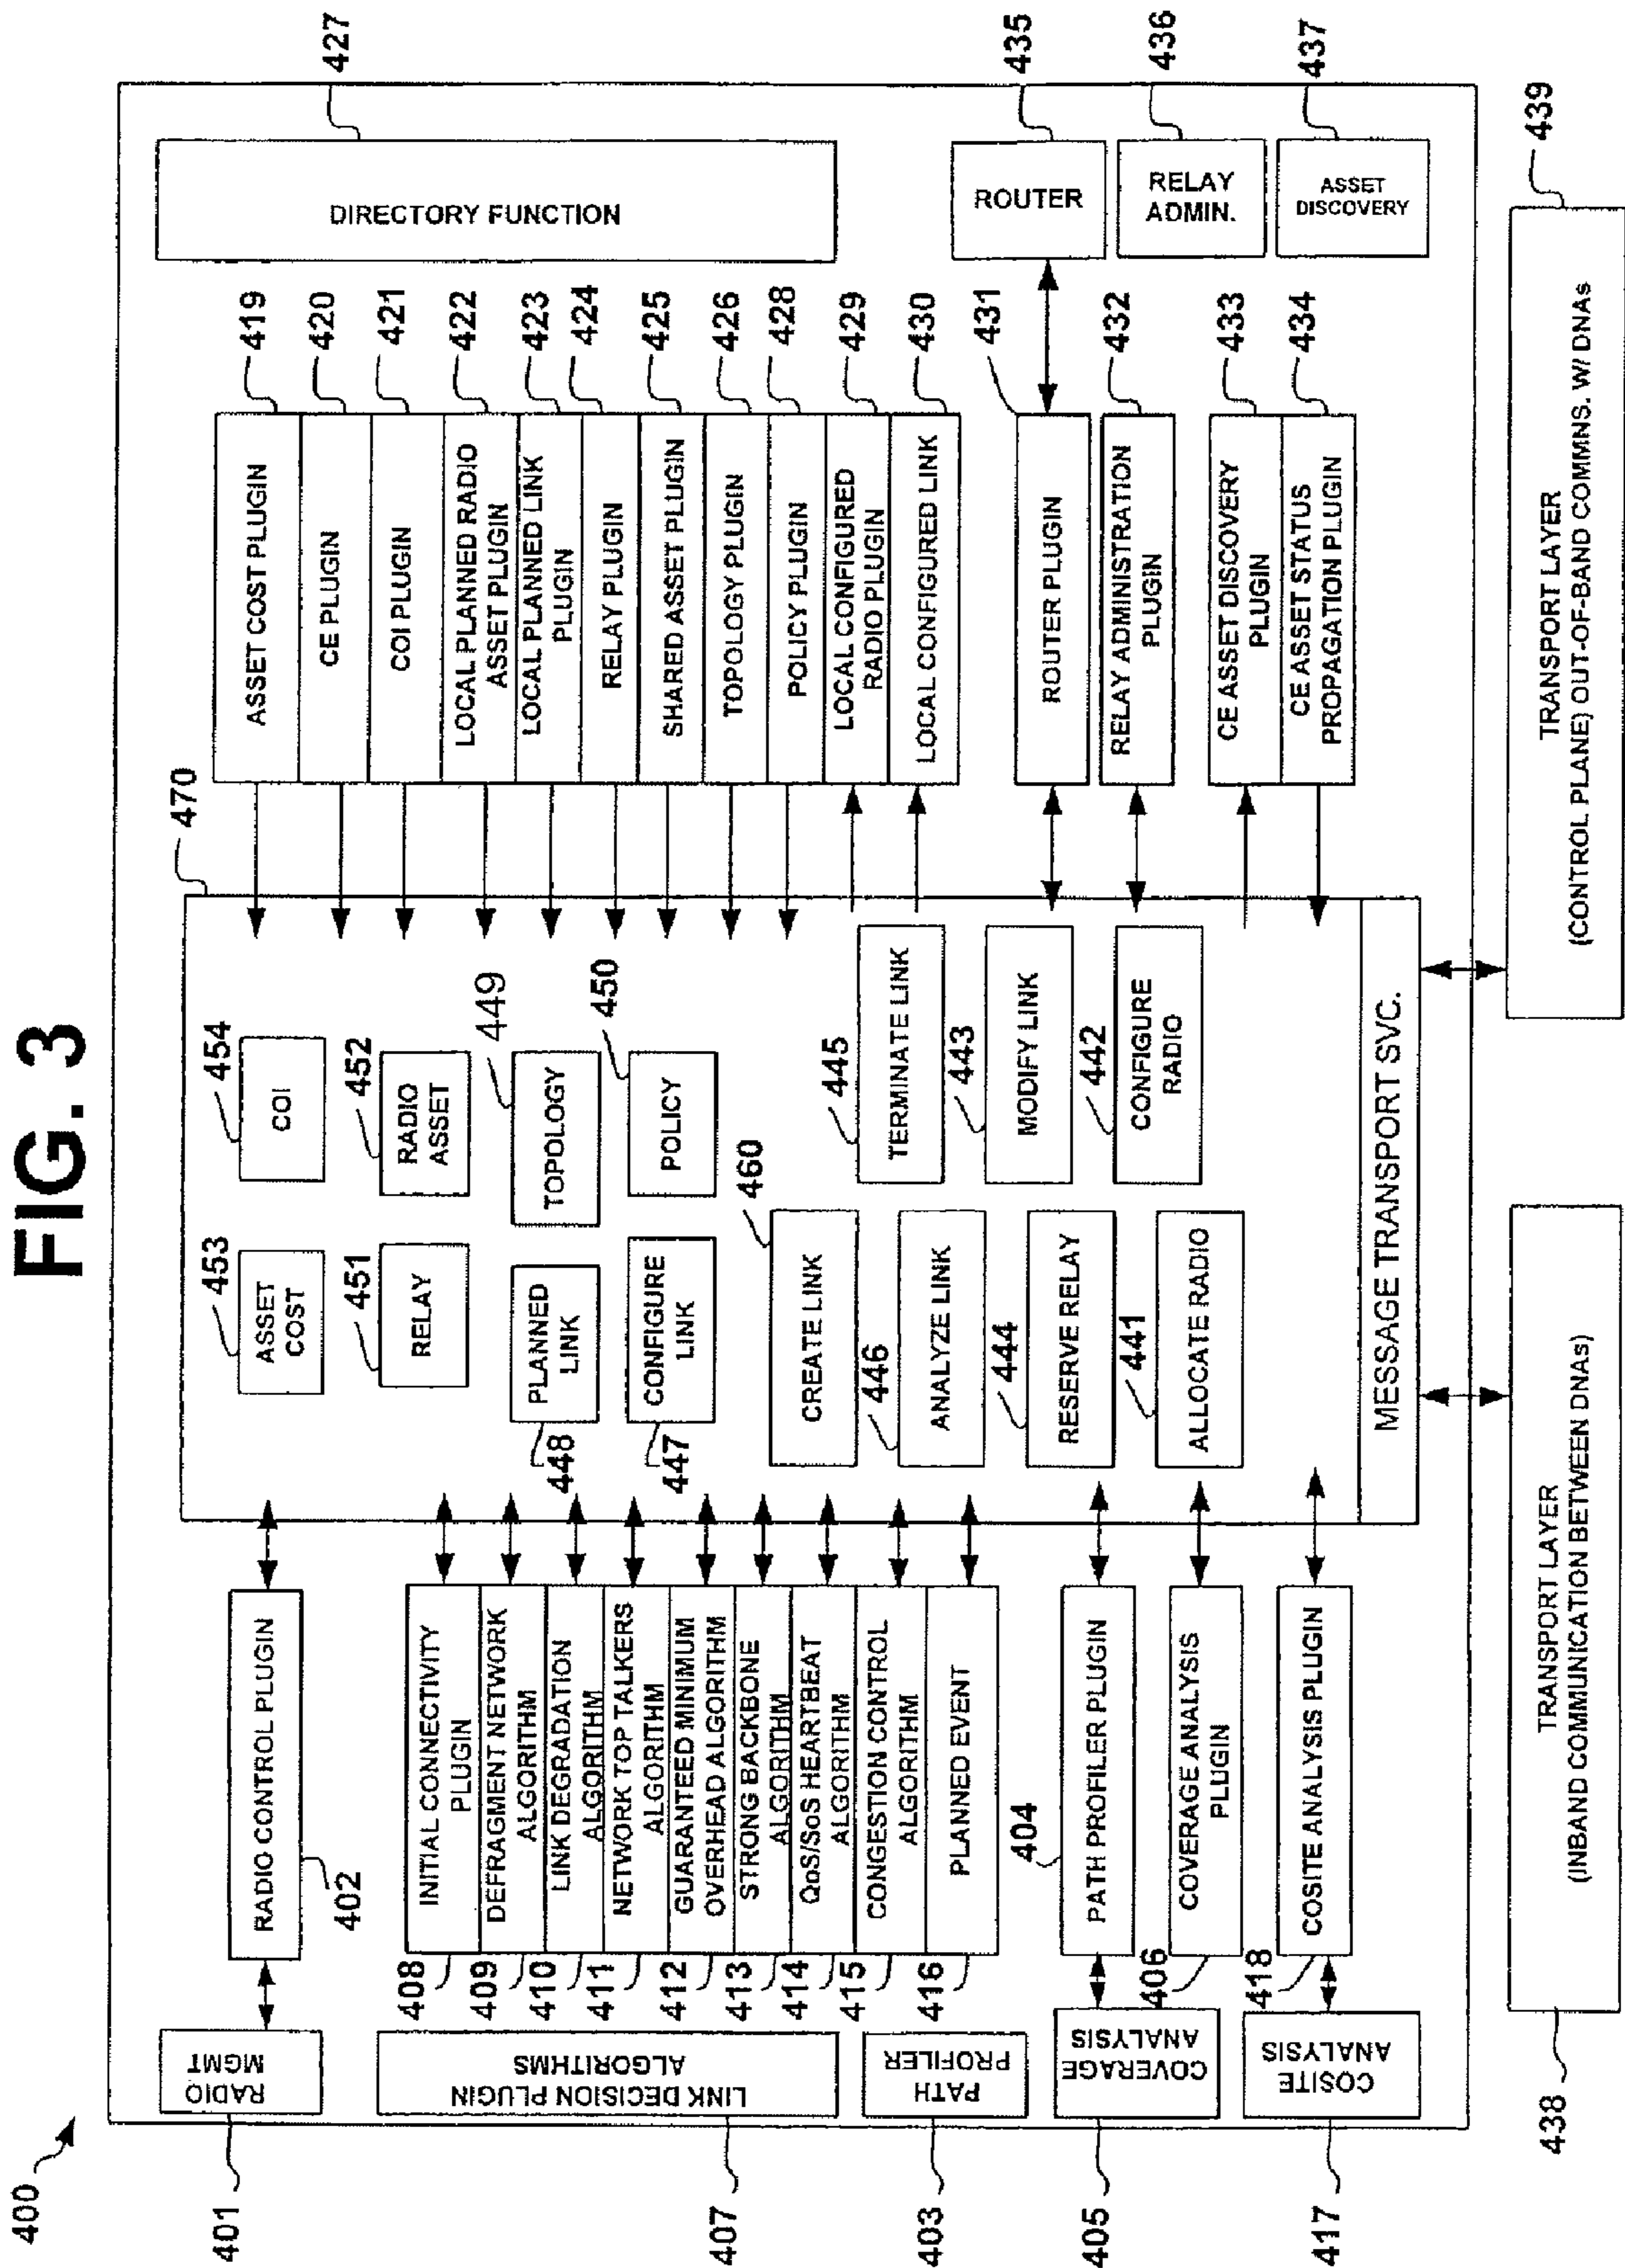 FIG. 3
400
401
RADIO
MGMT
RADIO CONTROL PLUGIN
402
407
LINK DECISION PLUGIN
ALGORITHMS
408
INITIAL CONNECTIVITY
PLUGIN
409
DEFRAGMENT NETWORK
ALGORITHM
410
LINK DEGRADATION
ALGORITHM
411
NETWORK TOP TALKERS
ALGORITHM
412
GUARANTEED MINIMUM
OVERHEAD ALGORITHM
413
STRONG BACKBONE
ALGORITHM
414
QoS/SoS HEARTBEAT
ALGORITHM
415
CONGESTION CONTROL
ALGORITHM
416
PLANNED EVENT
403
PATH
PROFILER
404
PATH PROFILER PLUGIN
405
COVERAGE
ANALYSIS
406
COVERAGE ANALYSIS
PLUGIN
417
COSITE
ANALYSIS
418
COSITE ANALYSIS PLUGIN
470
453
ASSET
COST
454
COI
451
RELAY
452
RADIO
ASSET
448
PLANNED
LINK
449
TOPOLOGY
447
CONFIGURE
LINK
450
POLICY
460
CREATE LINK
445
TERMINATE LINK
446
ANALYZE LINK
443
MODIFY LINK
444
RESERVE RELAY
442
CONFIGURE
RADIO
441
ALLOCATE RADIO
MESSAGE TRANSPORT SVC.
ASSET COST PLUGIN
419
CE PLUGIN
420
COI PLUGIN
421
LOCAL PLANNED RADIO
ASSET PLUGIN
422
LOCAL PLANNED LINK
PLUGIN
423
RELAY PLUGIN
424
SHARED ASSET PLUGIN
425
TOPOLOGY PLUGIN
426
POLICY PLUGIN
428
LOCAL CONFIGURED
RADIO PLUGIN
429
LOCAL CONFIGURED LINK
430
ROUTER PLUGIN
431
RELAY ADMINISTRATION
PLUGIN
432
CE ASSET DISCOVERY
PLUGIN
433
CE ASSET STATUS
PROPAGATION PLUGIN
434
DIRECTORY FUNCTION
427
ROUTER
435
RELAY
ADMIN.
436
ASSET
DISCOVERY
437
438
TRANSPORT LAYER
(INBAND COMMUNICATION BETWEEN DNAs)
439
TRANSPORT LAYER
(CONTROL PLANE) OUT-OF-BAND COMMNS. W/ DNAs